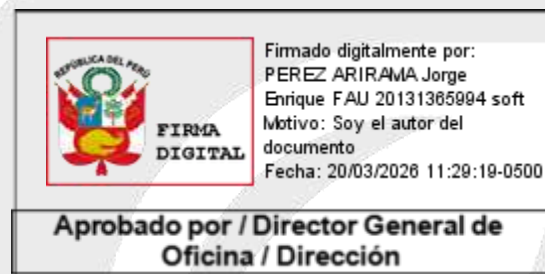 REPÚBLICA DEL PERÚ
FIRMA
DIGITAL
Firmado digitalmente por:
PEREZ ARIRAMA Jorge
Enrique FAU 20131365994 soft
Motivo: Soy el autor del
documento
Fecha: 20/03/2026 11:29:19-0500
Aprobado por / Director General de
Oficina / Dirección